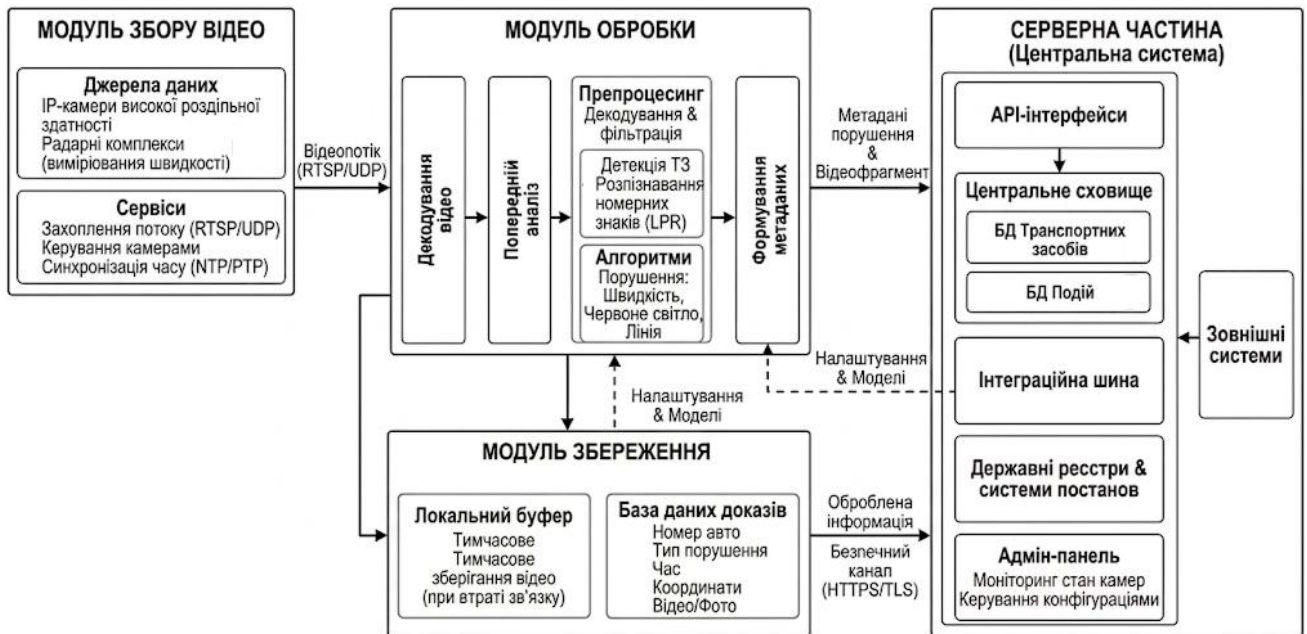 МОДУЛЬ ЗБОРУ ВІДЕО
Джерела даних
IP-камери високої роздільної
здатності
Радарні комплекси
(вимірювання швидкості)
Сервіси
Захоплення потоку (RTSP/UDP)
Керування камерами
Синхронізація часу (NTP/PTP)
Відеопотік
(RTSP/UDP)
МОДУЛЬ ОБРОБКИ
Декодування
відео
Попередній
аналіз
Препроцесинг
Декодування &
фільтрація
Детекція ТЗ
Розпізнавання
номерних
знаків (LPR)
Алгоритми
Порушення:
Швидкість,
Червоне світло,
Лінія
Формування
метаданих
Метадані
порушення
&
Відеофрагмент
Налаштування
& Моделі
Налаштування
& Моделі
МОДУЛЬ ЗБЕРЕЖЕННЯ
Локальний буфер
Тимчасове
Тимчасове
зберігання відео
(при втраті зв'язку)
База даних доказів
Номер авто
Тип порушення
Час
Координати
Відео/Фото
Оброблена
інформація
Безпечний
канал
(HTTPS/TLS)
СЕРВЕРНА ЧАСТИНА
(Центральна система)
API-інтерфейси
Центральне сховище
БД Транспортних
засобів
БД Подій
Інтеграційна шина
Державні ресстри &
системи постанов
Адмін-панель
Моніторинг стан камер
Керування конфігураціями
Зовнішні
системи